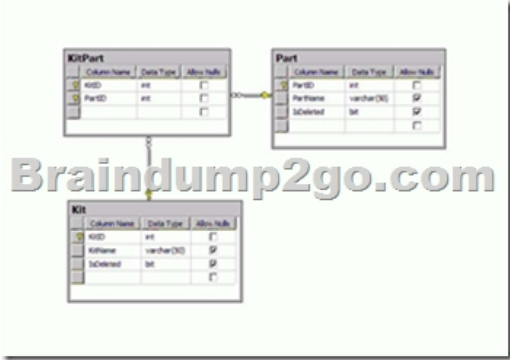 KitPart
Column Name Data Type Allow Nulls
KitID int
PartID int
Part
Column Name Data Type Allow Nulls
PartID int
PartName varchar(50)
IsDeleted bit
Braindump2go.com
Kit
Column Name Data Type Allow Nulls
KitID int
KitName varchar(50)
IsDeleted bit